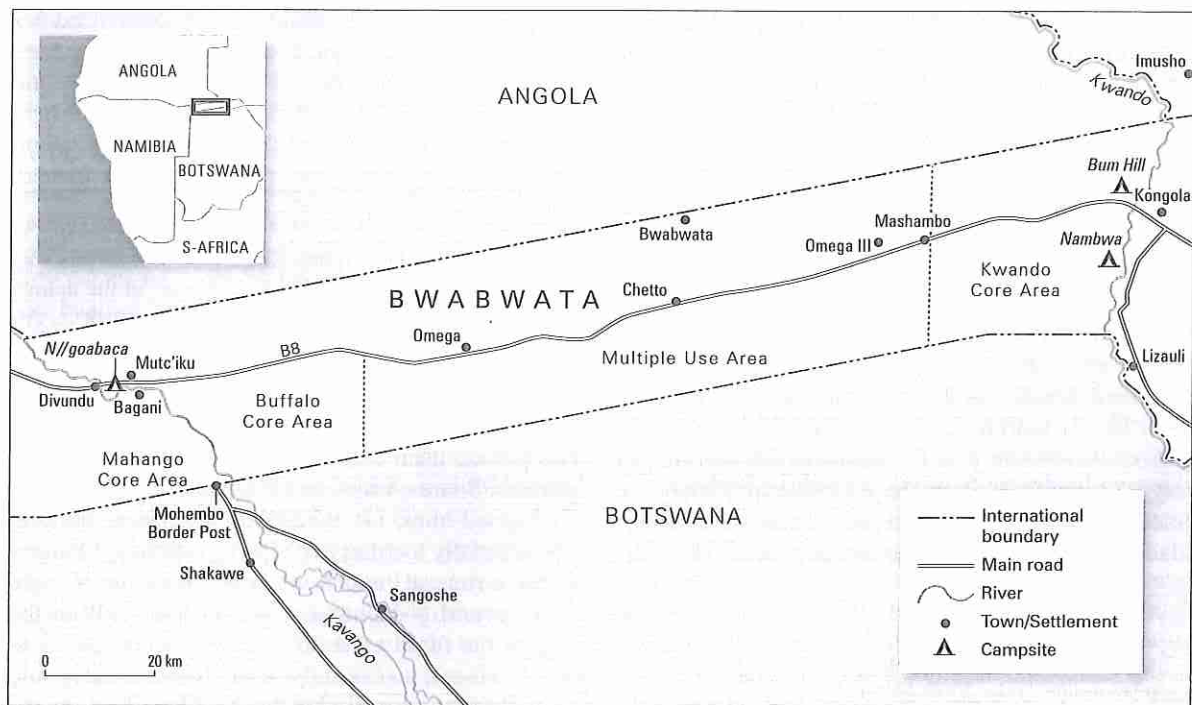 ANGOLA
NAMIBIA
BOTSWANA
S-AFRICA
ANGOLA
Imusho
Kwando
Bum Hill
Kongola
Bwabwata
Mashambo
Omega III
Nambwa
Kwando
Core Area
BWABWATA
Chetto
Omega
B8
Multiple Use Area
N//goabaca
Mutc'iku
Divundu
Bagani
Buffalo
Core Area
Lizauli
Mahango
Core Area
Mohembo
Border Post
BOTSWANA
Shakawe
Sangoshe
Kavango
0 20 km
International
boundary
Main road
River
Town/Settlement
Campsite